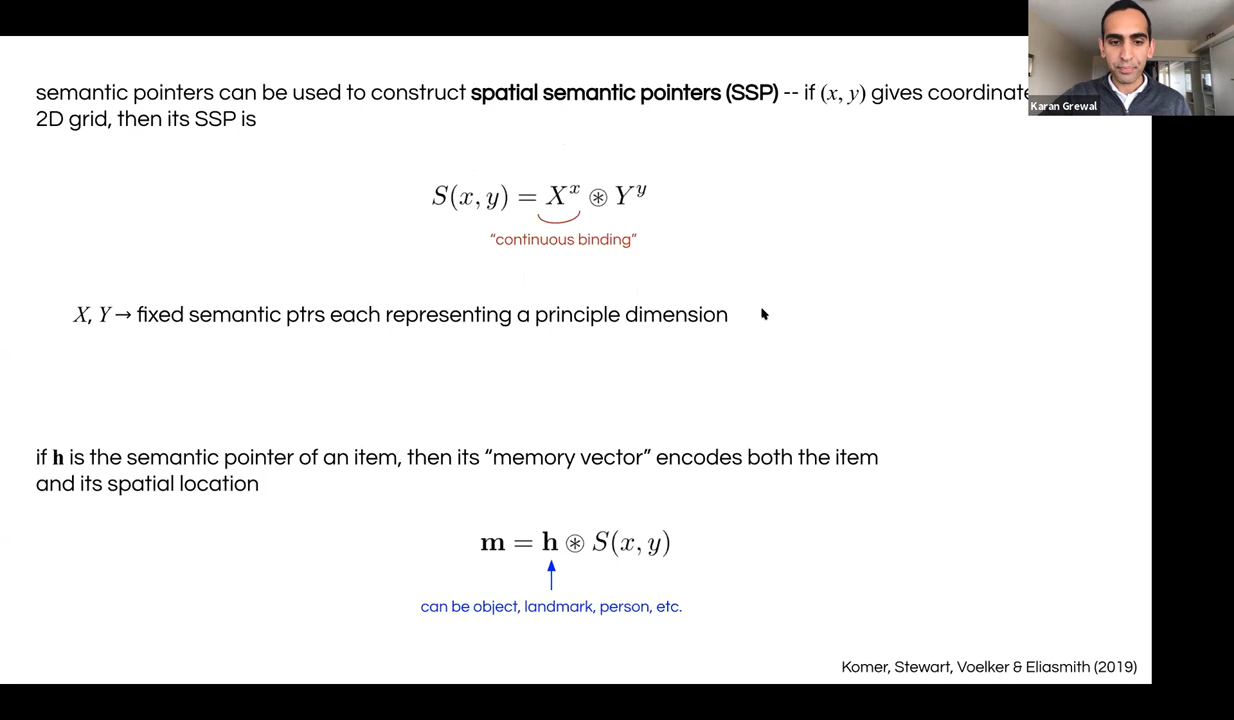 semantic pointers can be used to construct spatial semantic pointers (SSP) -- if (x, y) gives coordinate
2D grid, then its SSP is
Karan Grewal
S(x, y) = X^x ⊛ Y^y
“continuous binding”
X, Y → fixed semantic ptrs each representing a principle dimension
if h is the semantic pointer of an item, then its “memory vector” encodes both the item
and its spatial location
m = h ⊛ S(x, y)
can be object, landmark, person, etc.
Komer, Stewart, Voelker & Eliasmith (2019)